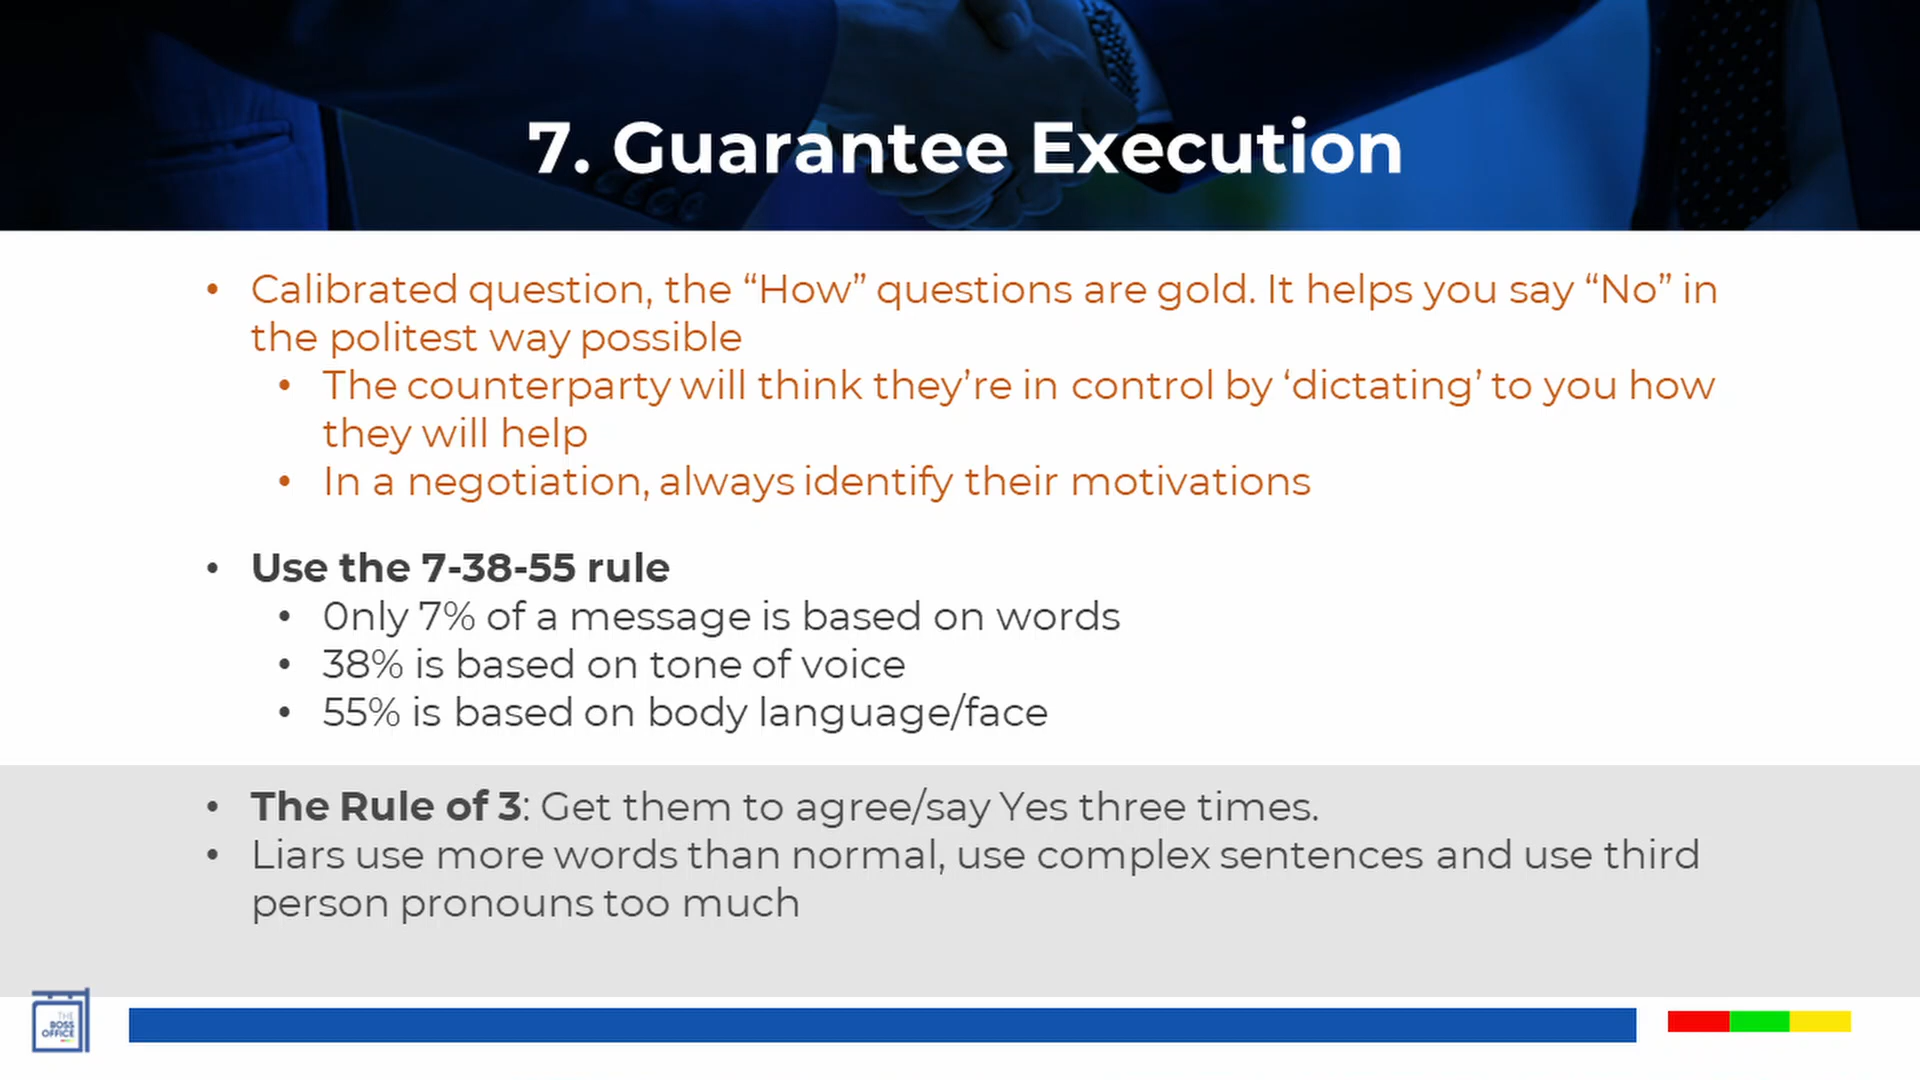 7. Guarantee Execution
• Calibrated question, the “How” questions are gold. It helps you say “No” in
the politest way possible
• The counterparty will think they’re in control by ‘dictating’ to you how
they will help
• In a negotiation, always identify their motivations
• Use the 7-38-55 rule
• 0nly 7% of a message is based on words
• 38% is based on tone of voice
• 55% is based on body language/face
• The Rule of 3: Get them to agree/say Yes three times.
• Liars use more words than normal, use complex sentences and use third
person pronouns too much
THE
BOSS
OFFICE